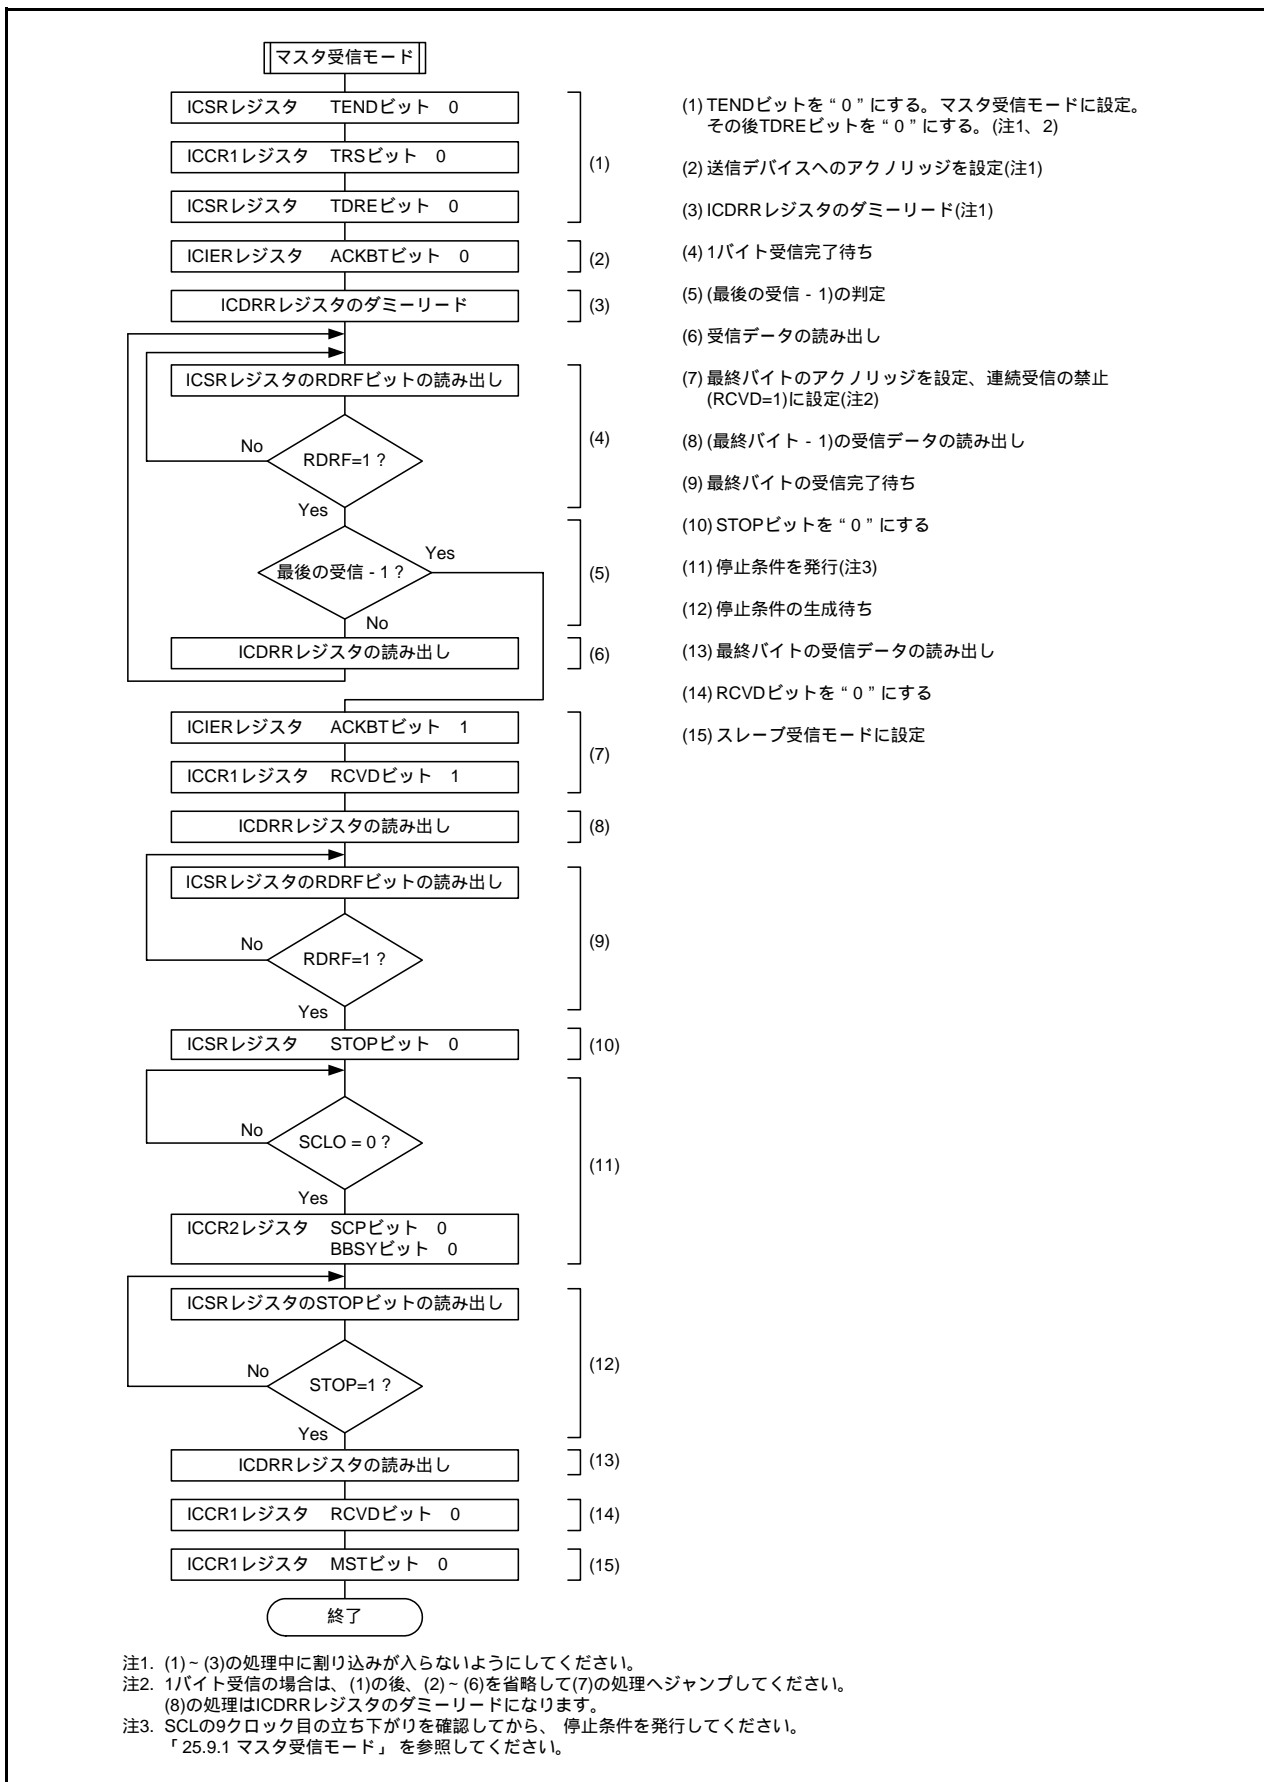 マスタ受信モード
ICSRレジスタ TENDビット 0
ICCR1レジスタ TRSビット 0
ICSRレジスタ TDREビット 0
(1)
ICIERレジスタ ACKBTビット 0
(2)
ICDRRレジスタのダミーリード
(3)
ICSRレジスタのRDRFビットの読み出し
No
RDRF=1 ?
(4)
Yes
最後の受信 - 1 ?
Yes
(5)
No
ICDRRレジスタの読み出し
(6)
ICIERレジスタ ACKBTビット 1
ICCR1レジスタ RCVDビット 1
(7)
ICDRRレジスタの読み出し
(8)
ICSRレジスタのRDRFビットの読み出し
No
RDRF=1 ?
(9)
Yes
ICSRレジスタ STOPビット 0
(10)
No
SCLO = 0 ?
(11)
Yes
ICCR2レジスタ SCPビット 0
BBSYビット 0
ICSRレジスタのSTOPビットの読み出し
No
STOP=1 ?
(12)
Yes
ICDRRレジスタの読み出し
(13)
ICCR1レジスタ RCVDビット 0
(14)
ICCR1レジスタ MSTビット 0
(15)
終了
(1) TENDビットを“ 0 ” にする。マスタ受信モードに設定。
その後TDREビットを“ 0 ” にする。(注1、2)
(2) 送信デバイスへのアクノリッジを設定(注1)
(3) ICDRRレジスタのダミーリード(注1)
(4) 1バイト受信完了待ち
(5) (最後の受信 - 1)の判定
(6) 受信データの読み出し
(7) 最終バイトのアクノリッジを設定、連続受信の禁止
(RCVD=1)に設定(注2)
(8) (最終バイト - 1)の受信データの読み出し
(9) 最終バイトの受信完了待ち
(10) STOPビットを“ 0 ” にする
(11) 停止条件を発行(注3)
(12) 停止条件の生成待ち
(13) 最終バイトの受信データの読み出し
(14) RCVDビットを“ 0 ” にする
(15) スレーブ受信モードに設定
注1. (1) ~ (3)の処理中に割り込みが入らないようにしてください。
注2. 1バイト受信の場合は、(1)の後、(2) ~ (6)を省略して(7)の処理へジャンプしてください。
(8)の処理はICDRRレジスタのダミーリードになります。
注3. SCLの9クロック目の立ち下がりを確認してから、 停止条件を発行してください。
「 25.9.1 マスタ受信モード」 を参照してください。